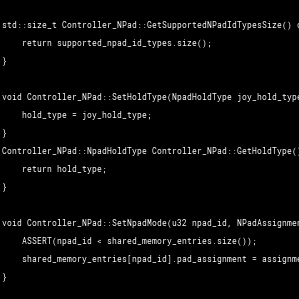 std::size_t Controller_NPad::GetSupportedNPadIdTypesSize()
return supported_npad_id_types.size();
}
void Controller_NPad::SetHoldType(NpadHoldType joy_hold_type
hold_type = joy_hold_type;
}
Controller_NPad::NpadHoldType Controller_NPad::GetHoldType()
return hold_type;
}
void Controller_NPad::SetNpadMode(u32 npad_id, NPadAssignmen
ASSERT(npad_id < shared_memory_entries.size());
shared_memory_entries[npad_id].pad_assignment = assignme
}